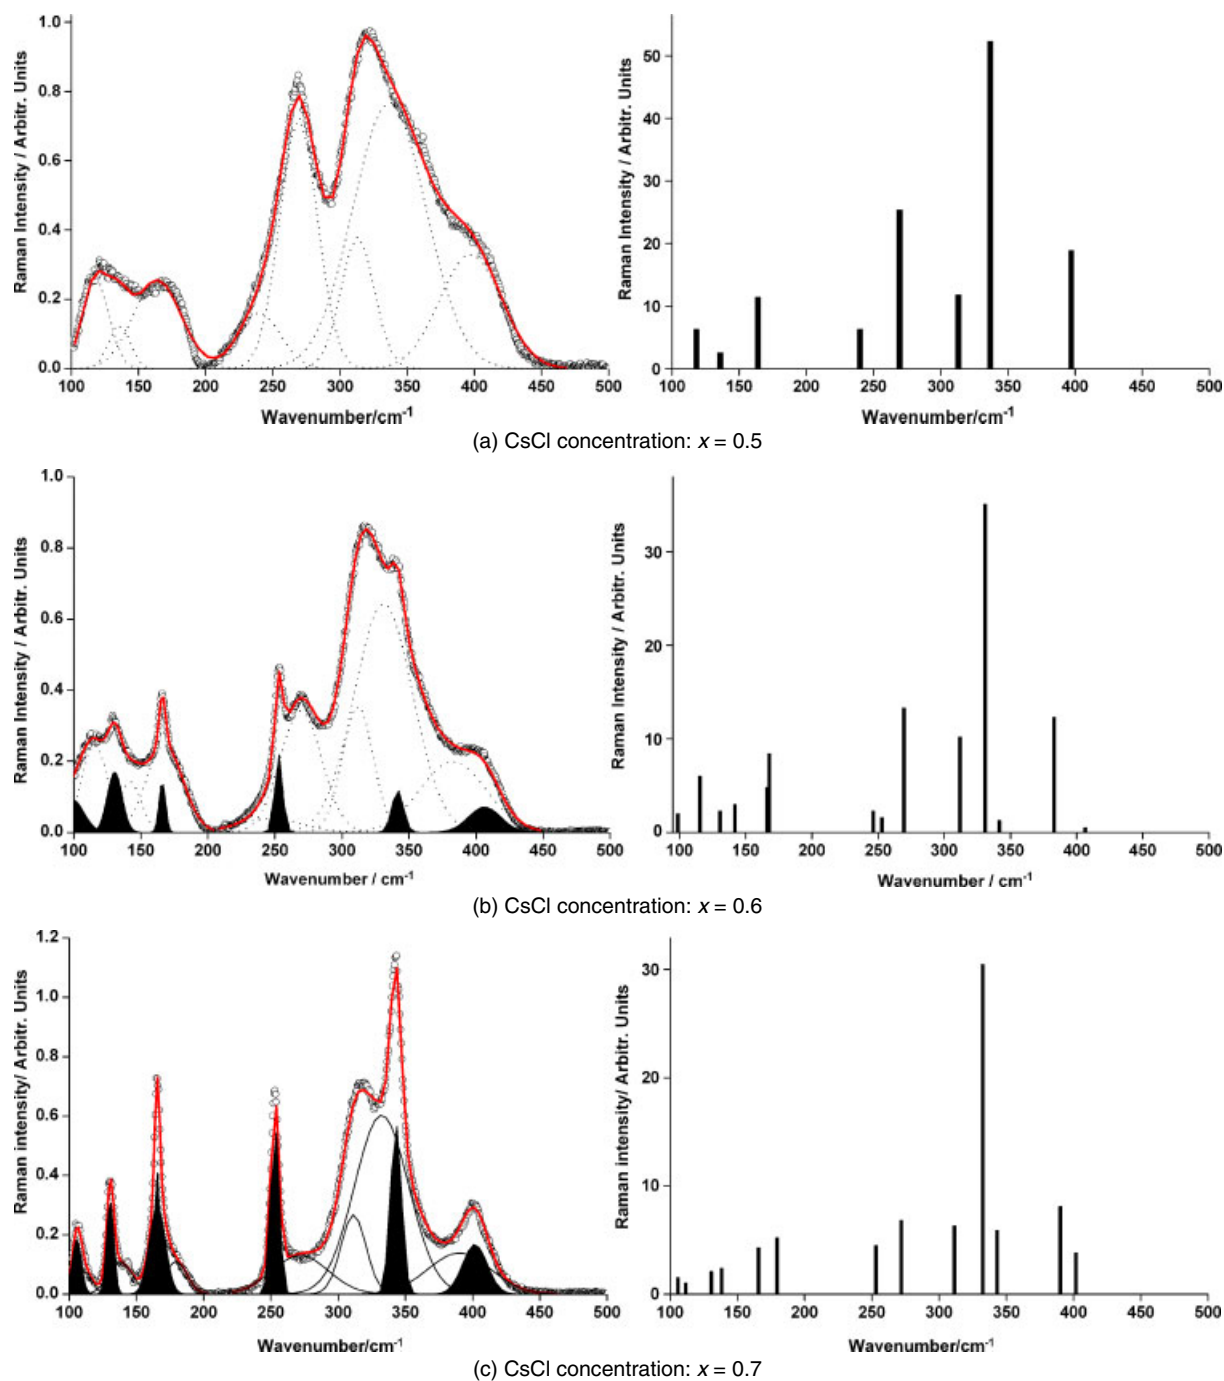 1.0
0.8
0.6
0.4
0.2
0.0
Raman Intensity / Arbitr. Units
100 150 200 250 300 350 400 450 500
Wavenumber/cm-1
50
40
30
20
10
0
Raman Intensity / Arbitr. Units
100 150 200 250 300 350 400 450 500
Wavenumber/cm-1
(a) CsCl concentration: x = 0.5
1.0
0.8
0.6
0.4
0.2
0.0
Raman Intensity / Arbitr. Units
100 150 200 250 300 350 400 450 500
Wavenumber / cm-1
30
20
10
0
Raman Intensity / Arbitr. Units
100 150 200 250 300 350 400 450 500
Wavenumber / cm-1
(b) CsCl concentration: x = 0.6
1.2
1.0
0.8
0.6
0.4
0.2
0.0
Raman intensity/ Arbitr. Units
100 150 200 250 300 350 400 450 500
Wavenumber/cm-1
30
20
10
0
Raman intensity/ Arbitr. Units
100 150 200 250 300 350 400 450 500
Wavenumber/cm-1
(c) CsCl concentration: x = 0.7